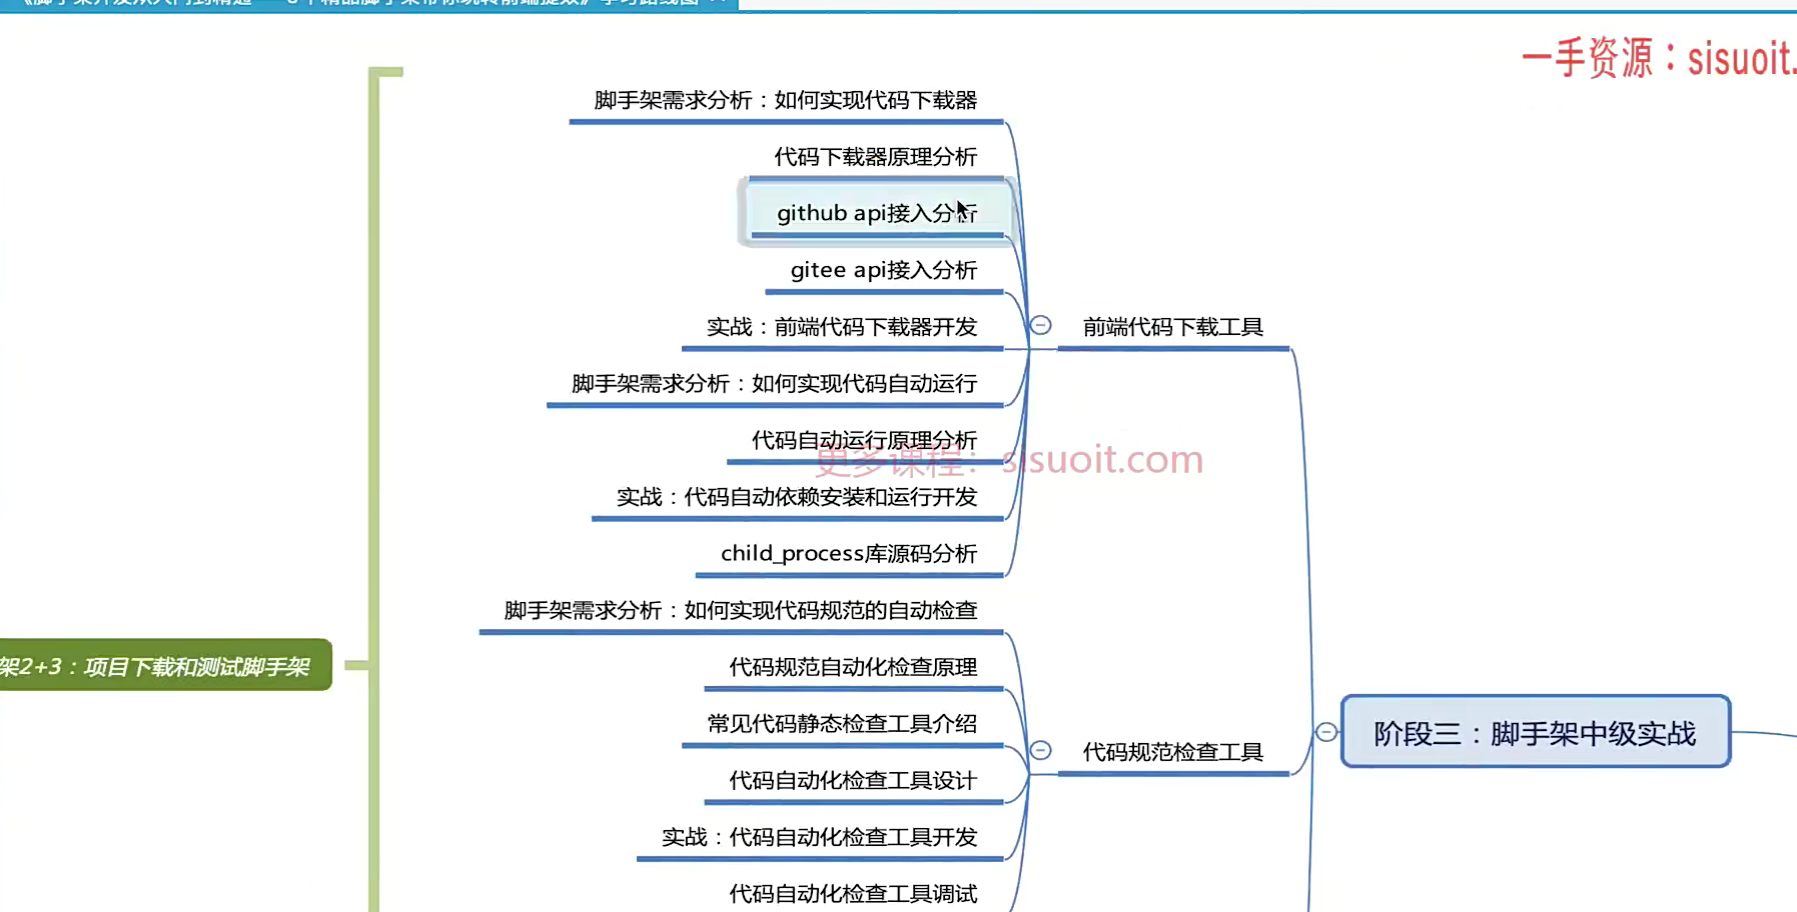 一手资源：sisuoit.
脚手架需求分析：如何实现代码下载器
代码下载器原理分析
github api接入分析
gitee api接入分析
实战：前端代码下载器开发
前端代码下载工具
脚手架需求分析：如何实现代码自动运行
代码自动运行原理分析
更多课程：sisuoit.com
实战：代码自动依赖安装和运行开发
child_process库源码分析
脚手架需求分析：如何实现代码规范的自动检查
架2+3：项目下载和测试脚手架
代码规范自动化检查原理
常见代码静态检查工具介绍
阶段三：脚手架中级实战
代码规范检查工具
代码自动化检查工具设计
实战：代码自动化检查工具开发
代码自动化检查工具调试